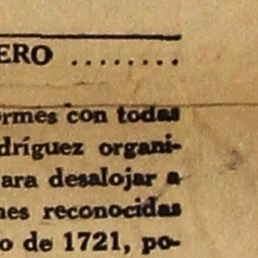 ERO ........
ormes con todas
dríguez organi-
ara desalojar a
nes reconocidas
o de 1721, po-